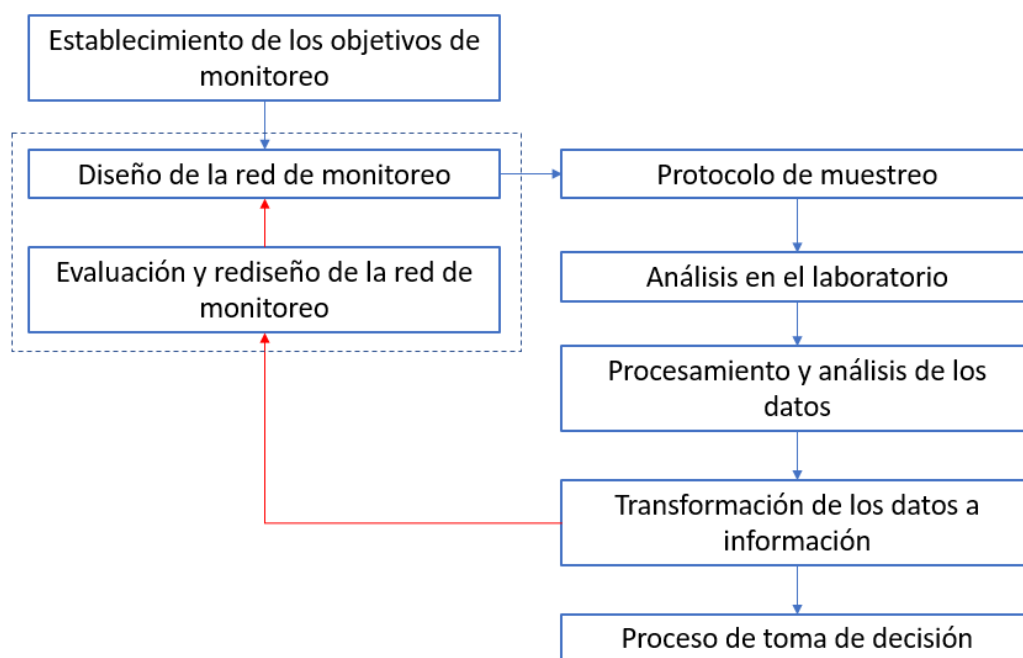 Establecimiento de los objetivos de
monitoreo
Diseño de la red de monitoreo
Protocolo de muestreo
Evaluación y rediseño de la red de
monitoreo
Análisis en el laboratorio
Procesamiento y análisis de los
datos
Transformación de los datos a
información
Proceso de toma de decisión